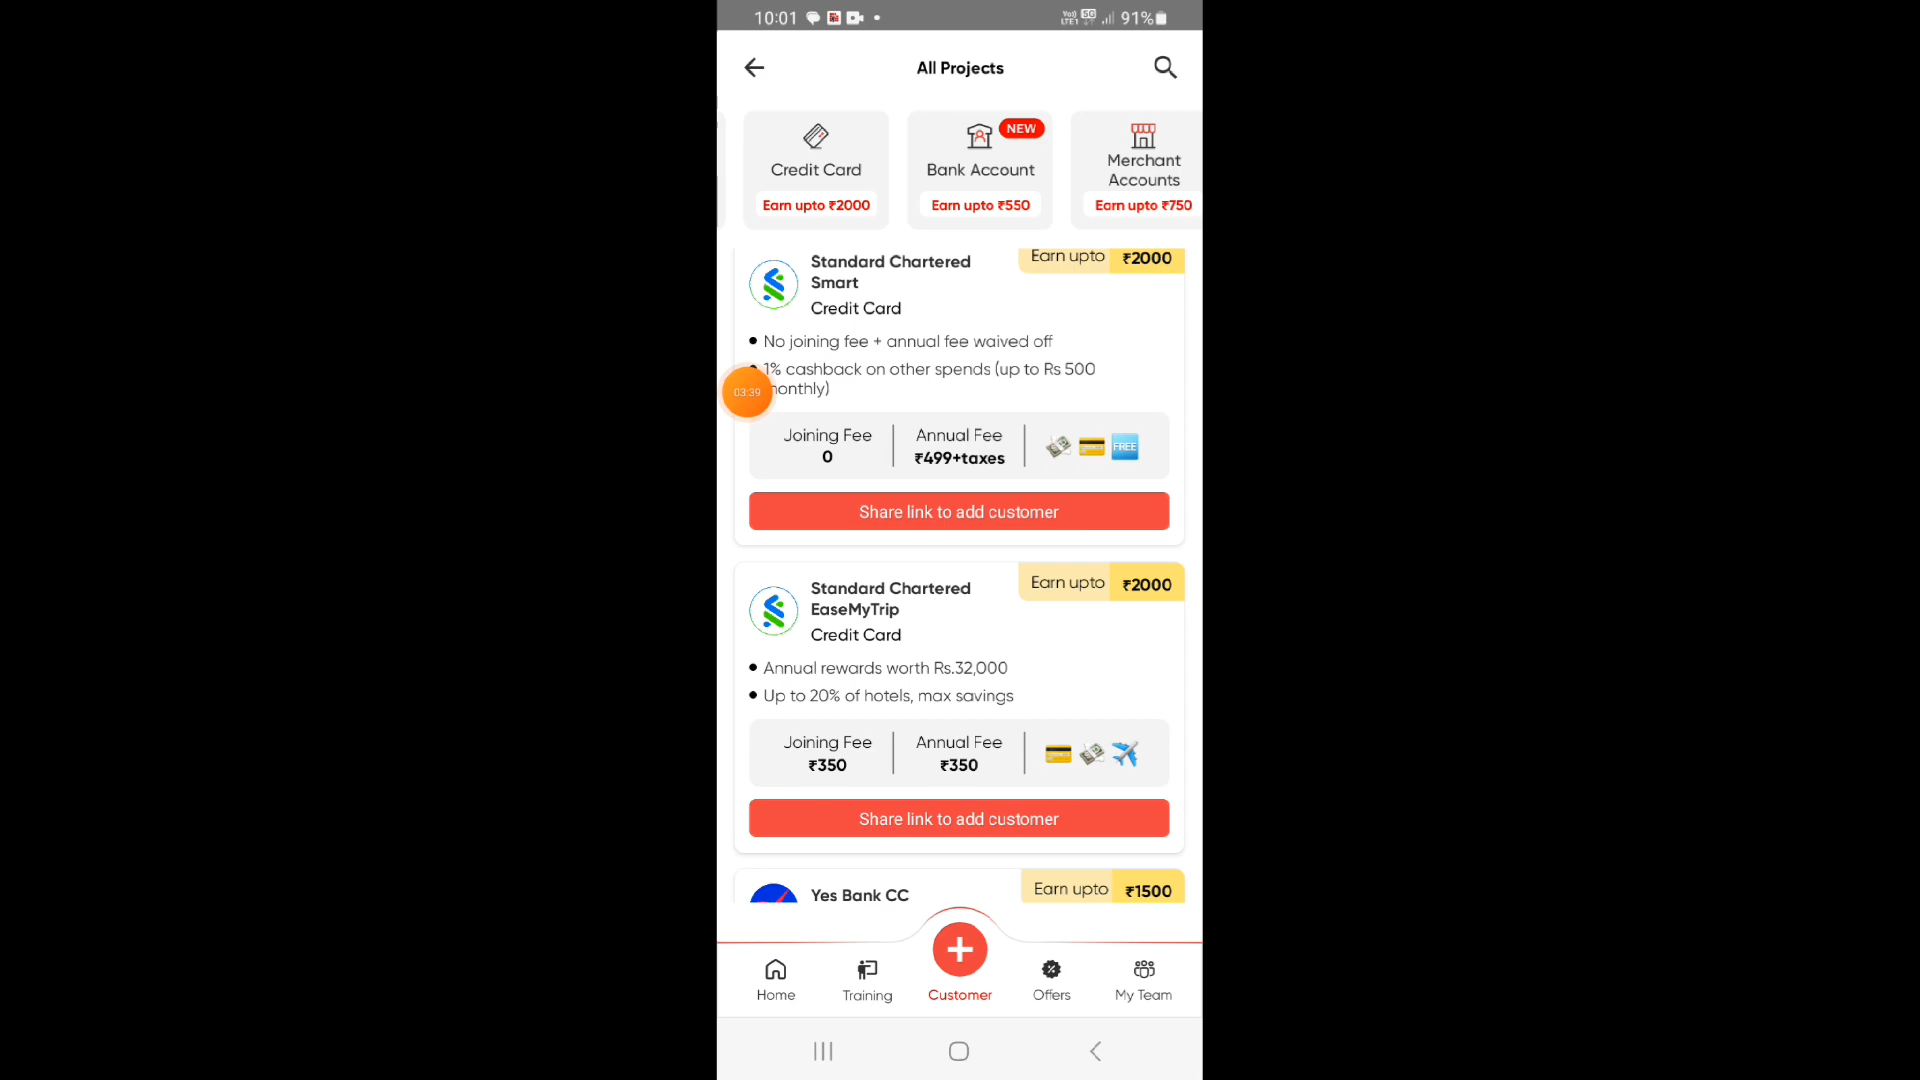 10:01
Vo)) LTE1 5G 91%
All Projects
Credit Card
Earn upto ₹2000
NEW
Bank Account
Earn upto ₹550
Merchant
Accounts
Earn upto ₹750
Standard Chartered
Smart
Credit Card
Earn upto ₹2000
• No joining fee + annual fee waived off
1% cashback on other spends (up to Rs 500
onthly)
03:39
Joining Fee
0
Annual Fee
₹499+taxes
FREE
Share link to add customer
Standard Chartered
EaseMyTrip
Credit Card
Earn upto ₹2000
• Annual rewards worth Rs.32,000
• Up to 20% of hotels, max savings
Joining Fee
₹350
Annual Fee
₹350
Share link to add customer
Yes Bank CC
Earn upto ₹1500
Home
Training
Customer
Offers
My Team